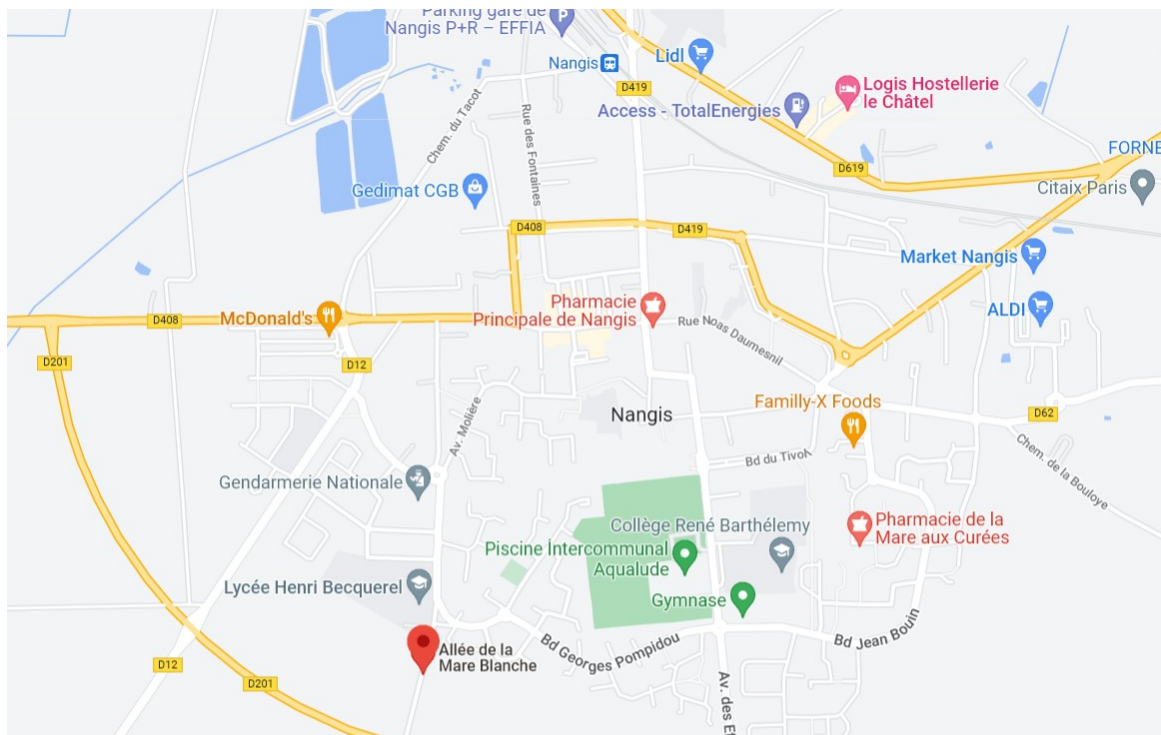 Parking gare de
Nangis P+R – EFFIA
Nangis
Lidl
D419
Access - TotalEnergies
Logis Hostellerie
le Châtel
Chem. du Tacot
Rue des Fontaines
D619
FORNE
Citaix Paris
Gedimat CGB
D408
D419
Market Nangis
ALDI
D408
McDonald's
Pharmacie
Principale de Nangis
D201
D12
Familly-X Foods
D62
Av. Molière
Nangis
Bd du Tivoli
Chem. de la Bouloye
Gendarmerie Nationale
Collège René Barthélemy
Pharmacie de la
Mare aux Curées
Piscine Intercommunal
Aqualude
Lycée Henri Becquerel
Gymnase
Bd Georges Pompidou
Bd Jean Bouin
Allée de la
Mare Blanche
D12
D201
Av. des